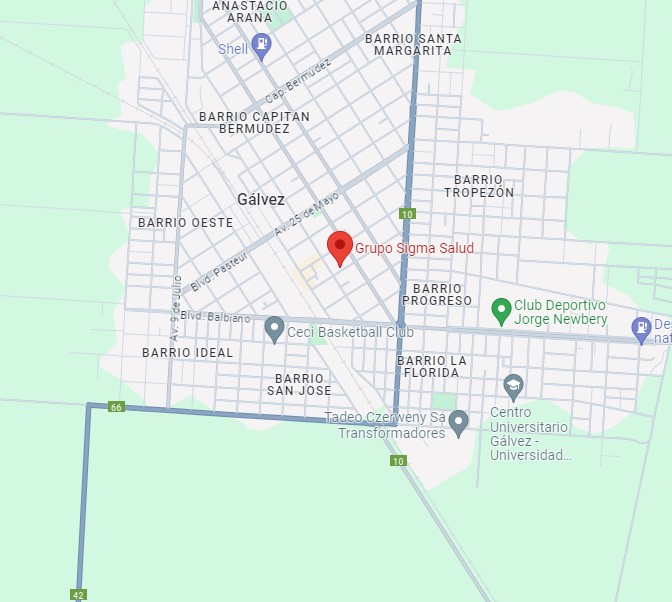 ANASTACIO
ARANA
BARRIO SANTA
MARGARITA
Shell
Cap. Bermúdez
BARRIO CAPITAN
BERMUDEZ
BARRIO
TROPEZÓN
Gálvez
Av. 25 de Mayo
10
BARRIO OESTE
Grupo Sigma Salud
Blvd. Pasteur
BARRIO
PROGRESO
Av. 9 de Julio
Club Deportivo
Jorge Newbery
Blvd. Balbiano
Ceci Basketball Club
BARRIO IDEAL
BARRIO LA
FLORIDA
BARRIO
SAN JOSE
66
Tadeo Czerweny Sa
Transformadores
Centro
Universitario
Gálvez -
Universidad...
10
42